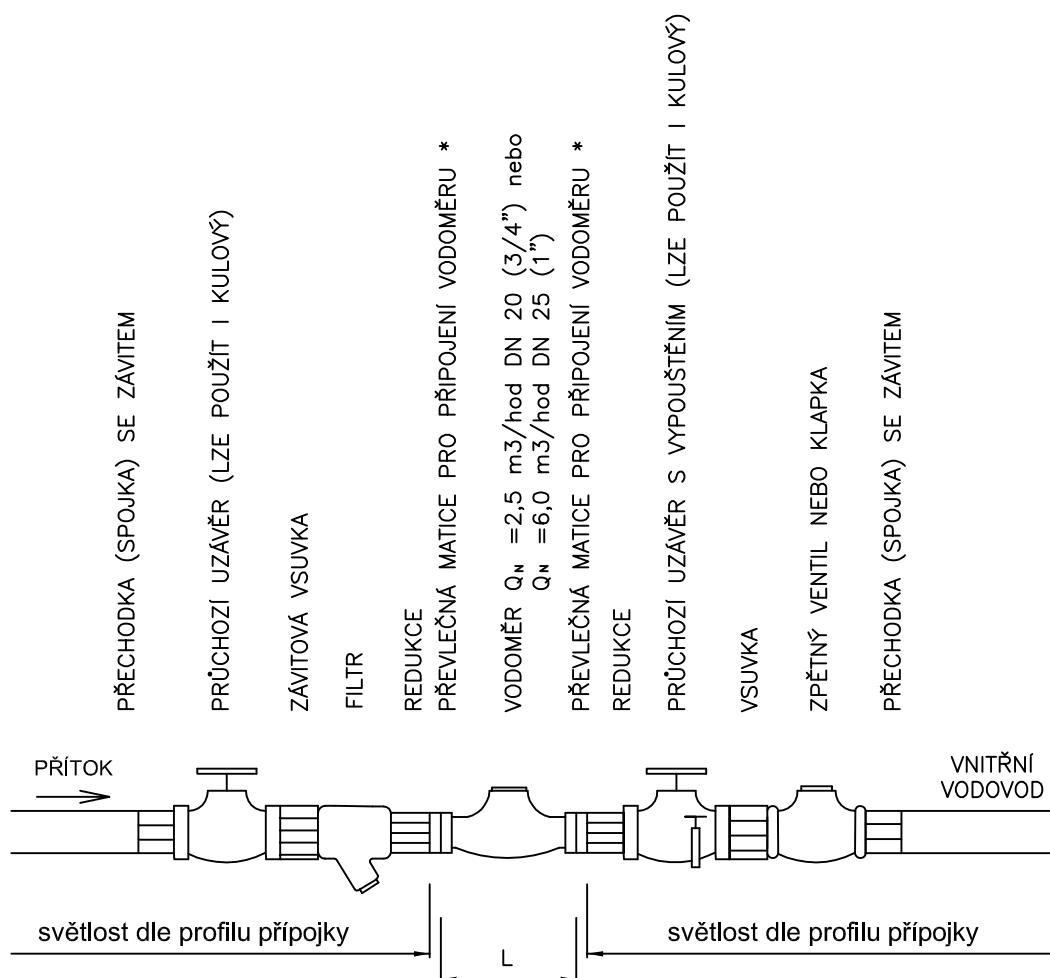 PŘECHODKA (SPOJKA) SE ZÁVITEM
PRŮCHOZÍ UZÁVĚR (LZE POUŽÍT I KULOVÝ)
ZÁVITOVÁ VSUVKA
FILTR
REDUKCE
PŘEVLEČNÁ MATICE PRO PŘIPOJENÍ VODOMĚRU *
VODOMĚR Qɴ =2,5 m3/hod DN 20 (3/4") nebo
Qɴ =6,0 m3/hod DN 25 (1")
PŘEVLEČNÁ MATICE PRO PŘIPOJENÍ VODOMĚRU *
REDUKCE
PRŮCHOZÍ UZÁVĚR S VYPOUŠTĚNÍM (LZE POUŽÍT I KULOVÝ)
VSUVKA
ZPĚTNÝ VENTIL NEBO KLAPKA
PŘECHODKA (SPOJKA) SE ZÁVITEM
PŘÍTOK
VNITŘNÍ
VODOVOD
světlost dle profilu přípojky
L
světlost dle profilu přípojky